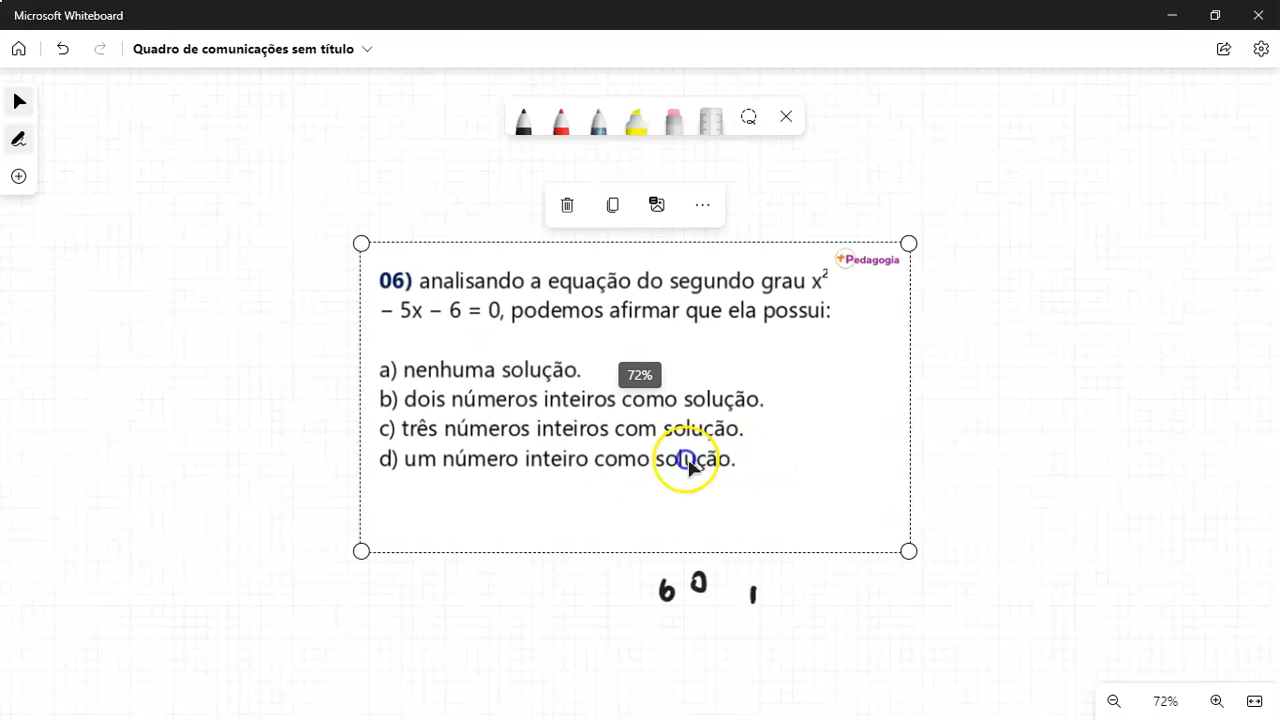 Microsoft Whiteboard
Quadro de comunicações sem título
+Pedagogia
06) analisando a equação do segundo grau x²
− 5x − 6 = 0, podemos afirmar que ela possui:
a) nenhuma solução.
72%
b) dois números inteiros como solução.
c) três números inteiros com solução.
d) um número inteiro como solução.
6 0 1
72%